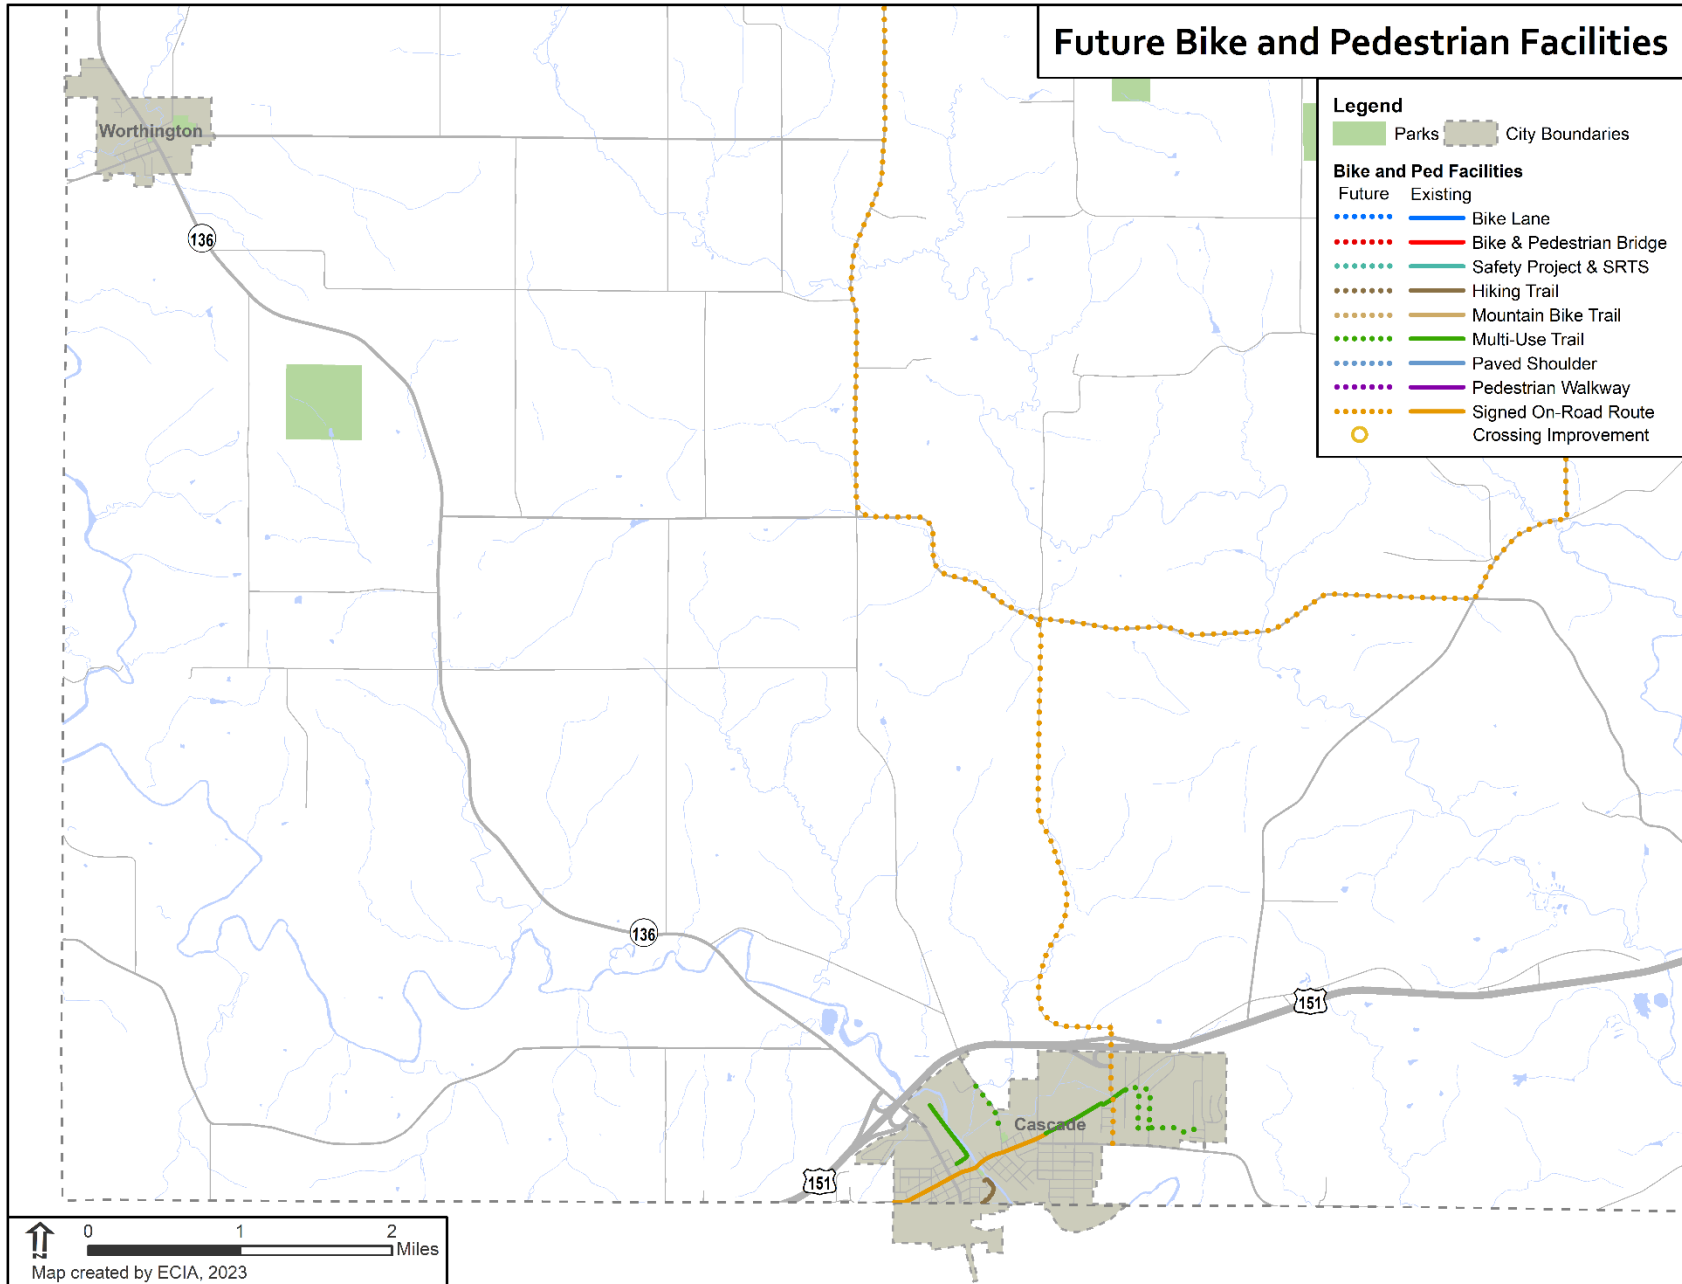 Future Bike and Pedestrian Facilities
Legend
Parks City Boundaries
Bike and Ped Facilities
Future Existing
Bike Lane
Bike & Pedestrian Bridge
Safety Project & SRTS
Hiking Trail
Mountain Bike Trail
Multi-Use Trail
Paved Shoulder
Pedestrian Walkway
Signed On-Road Route
Crossing Improvement
Worthington
136
136
151
Cascade
151
N
0 1 2
Miles
Map created by ECIA, 2023